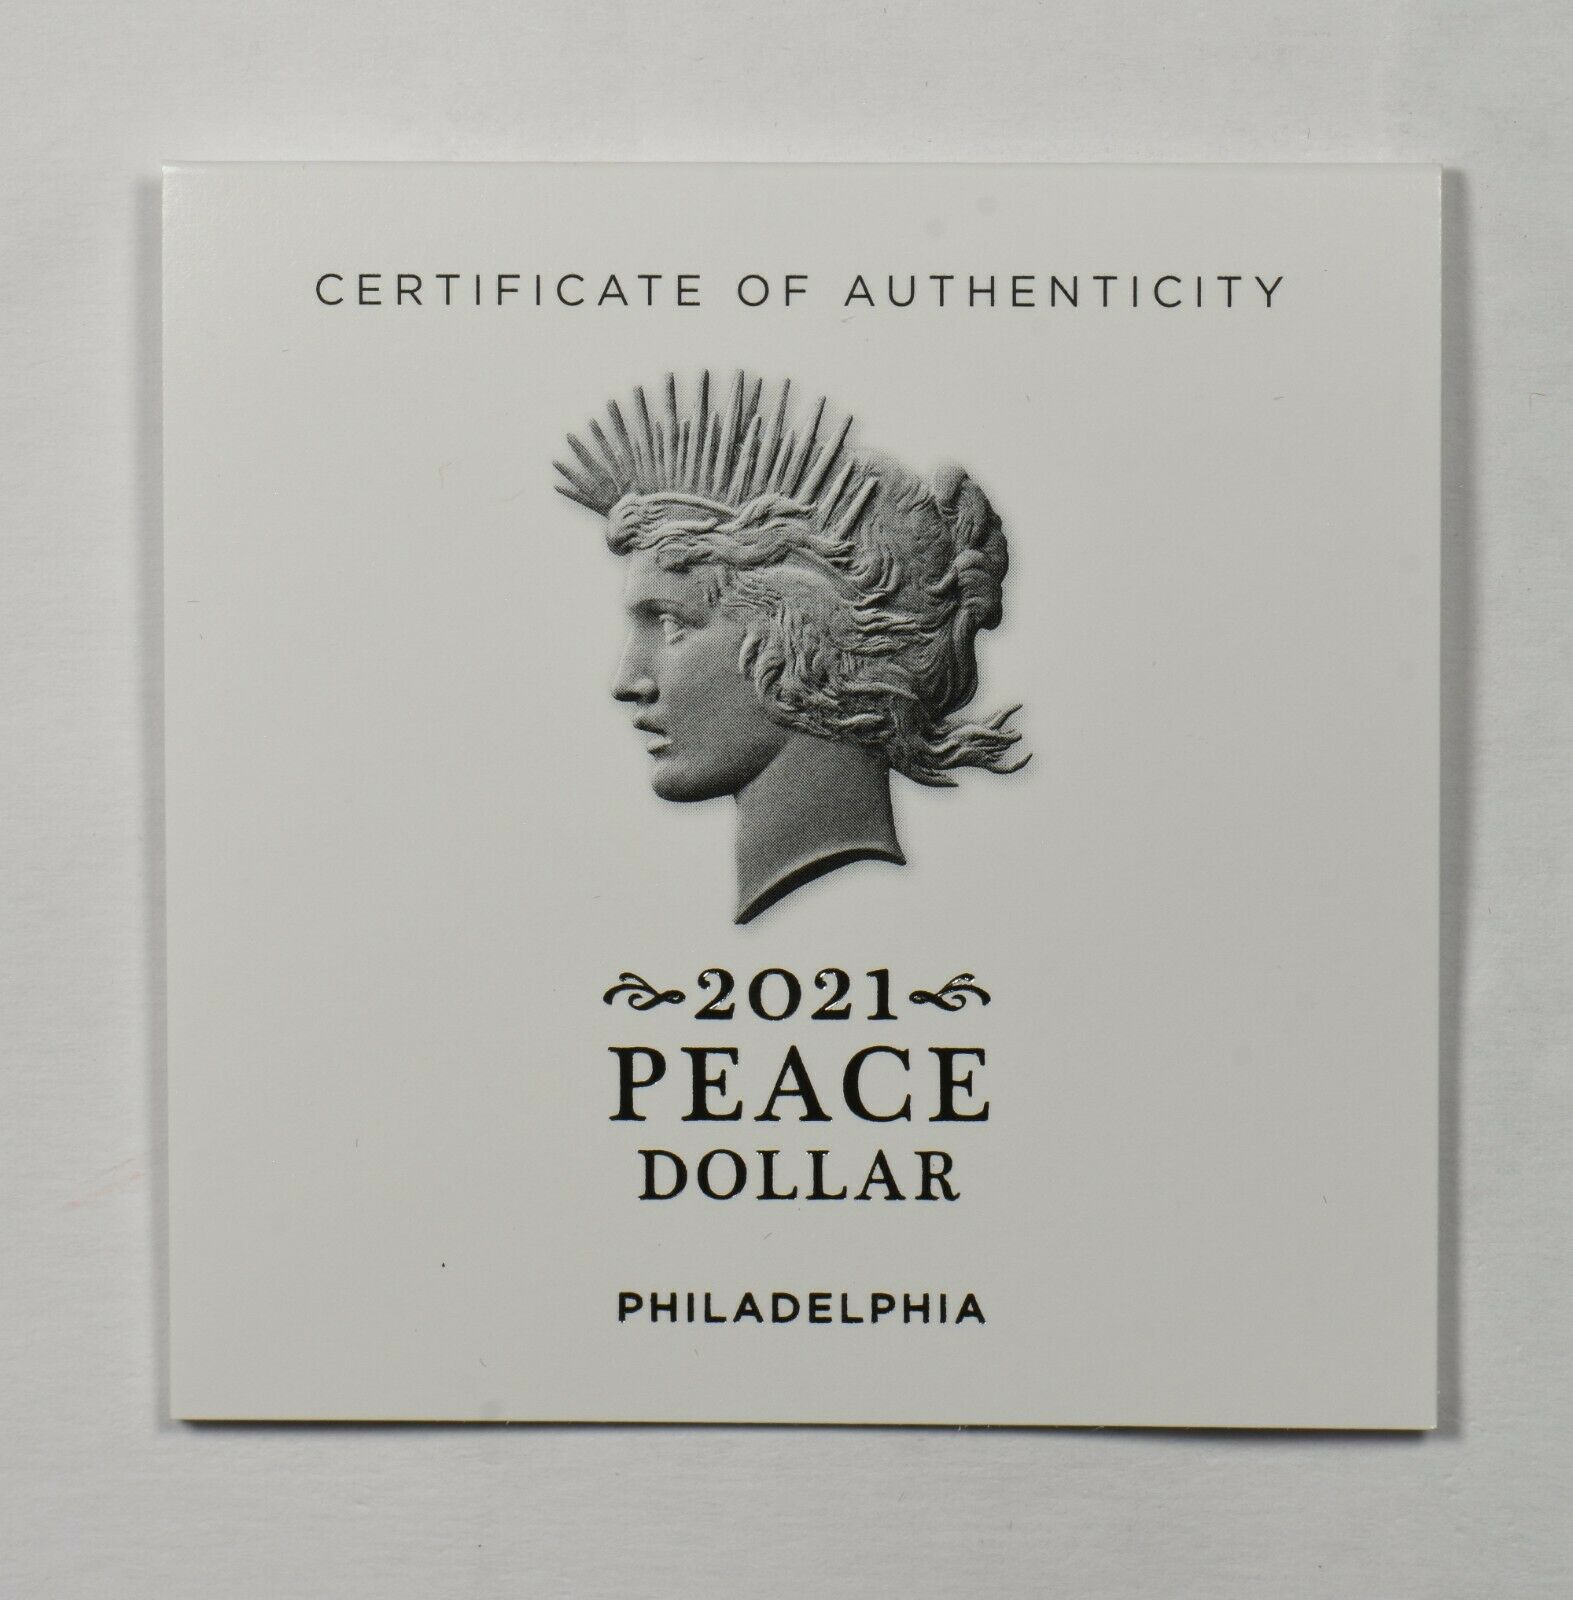 CERTIFICATE OF AUTHENTICITY
2021
PEACE
DOLLAR
PHILADELPHIA